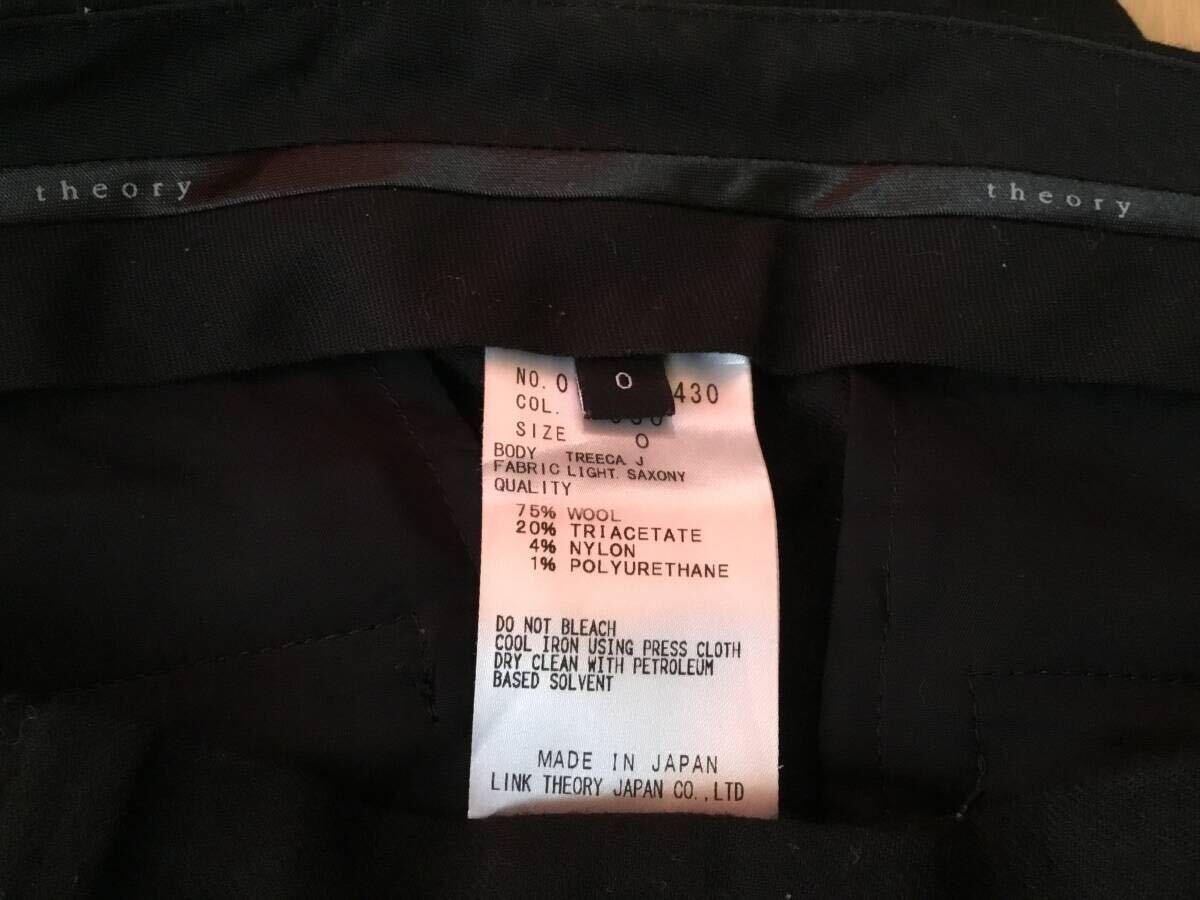 theory theory
0
NO. 0 430
COL.
SIZE 0
BODY TREECA J
FABRIC LIGHT. SAXONY
QUALITY
75% WOOL
20% TRIACETATE
4% NYLON
1% POLYURETHANE
DO NOT BLEACH
COOL IRON USING PRESS CLOTH
DRY CLEAN WITH PETROLEUM
BASED SOLVENT
MADE IN JAPAN
LINK THEORY JAPAN CO.,LTD